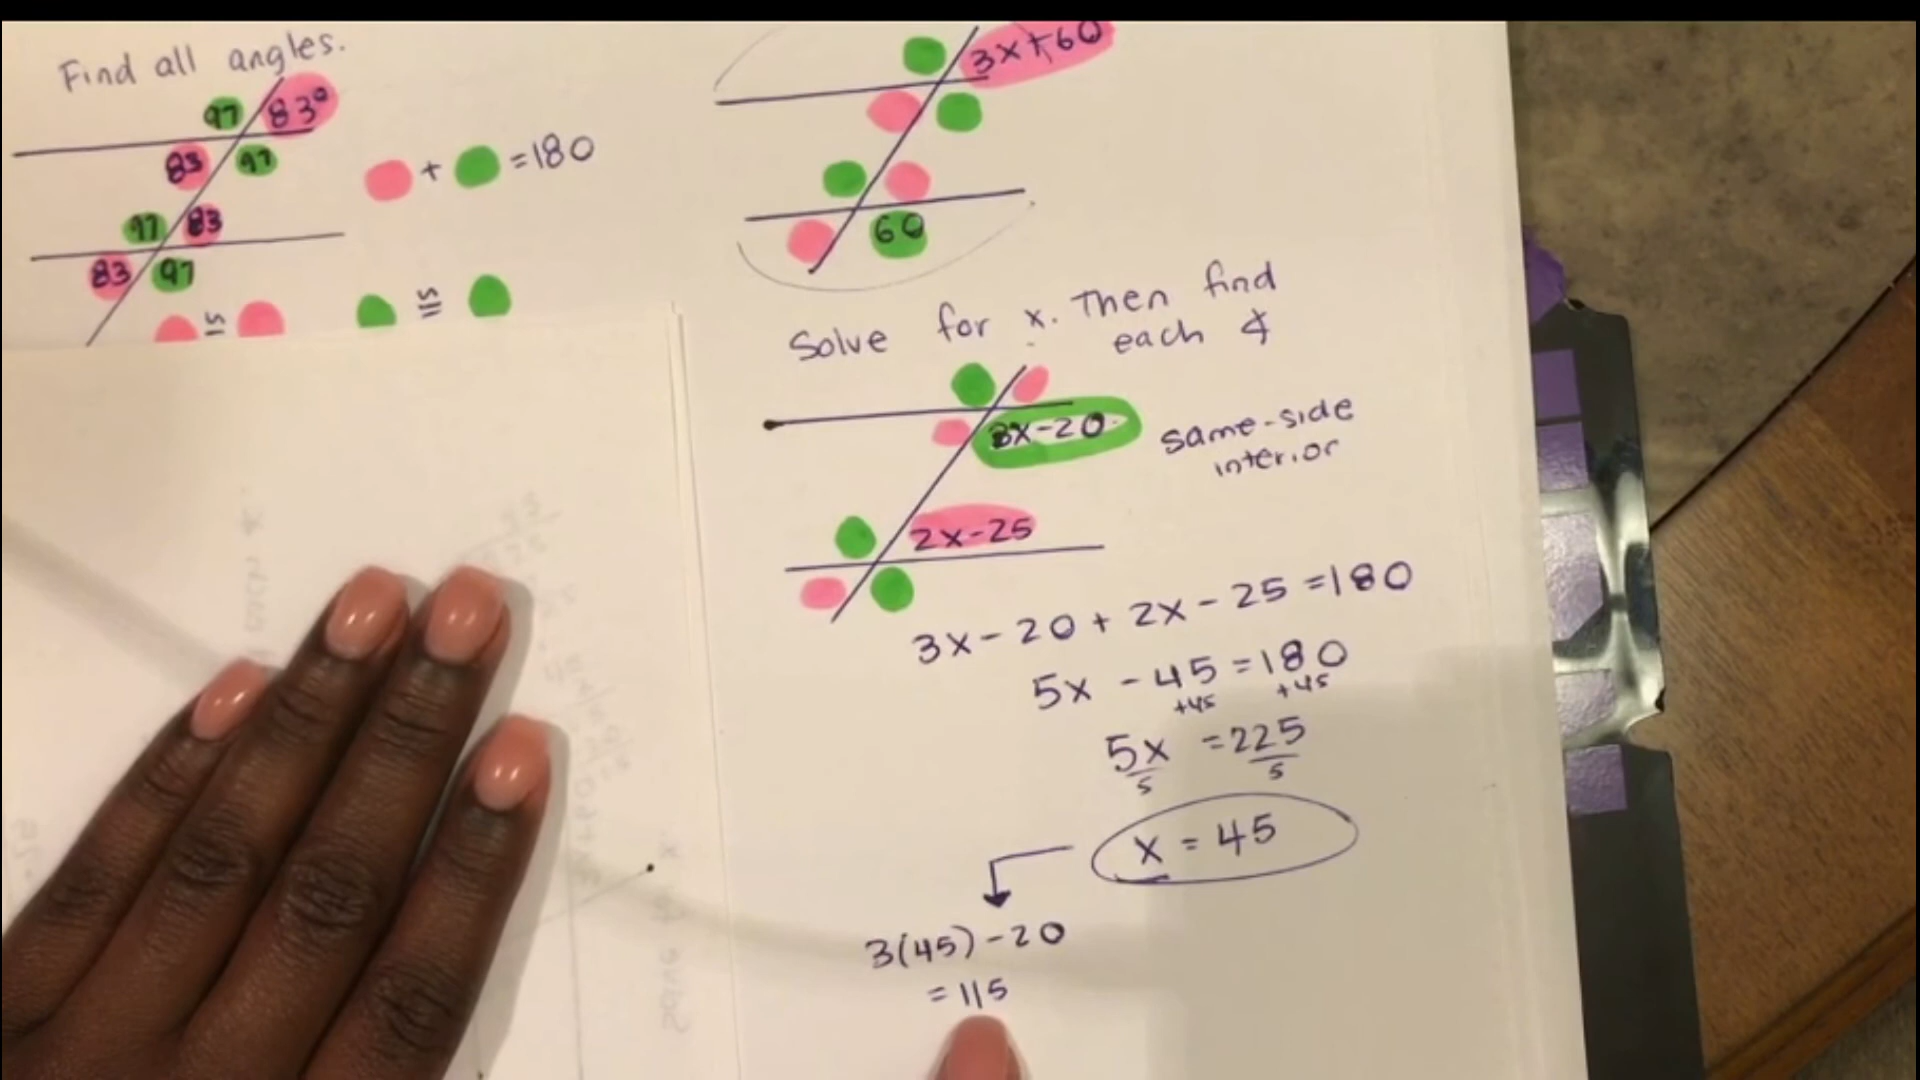 Find all angles.
97 83°
83 97
+ = 180
97 83
83 97
≅ ≅
3x+60
60
Solve for x. Then find
each ∡
3x-20
same-side
interior
2x-25
3x-20+2x-25=180
5x-45=180
+45 +45
5x=225
5 5
x=45
3(45)-20
=115